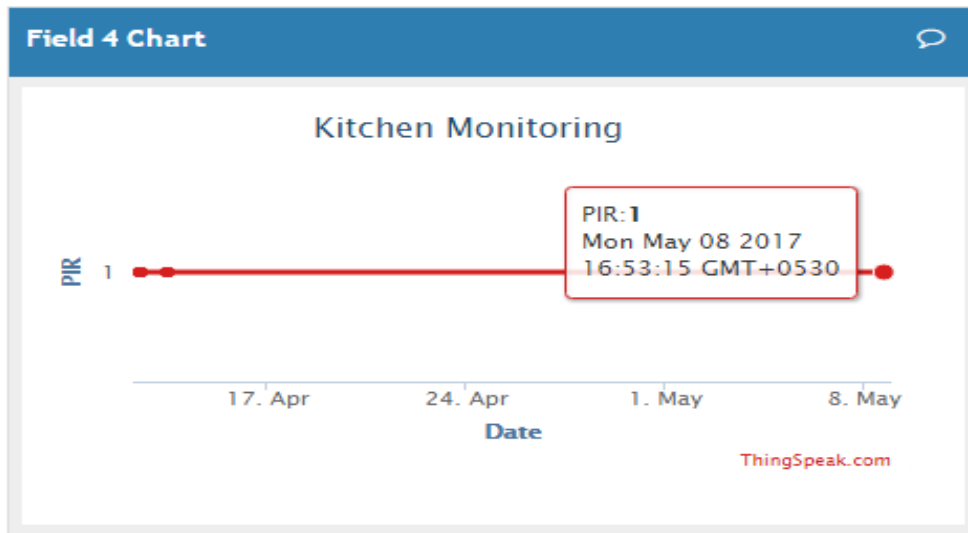 Field 4 Chart
Kitchen Monitoring
PIR:1
Mon May 08 2017
16:53:15 GMT+0530
PIR
1
17. Apr
24. Apr
1. May
8. May
Date
ThingSpeak.com